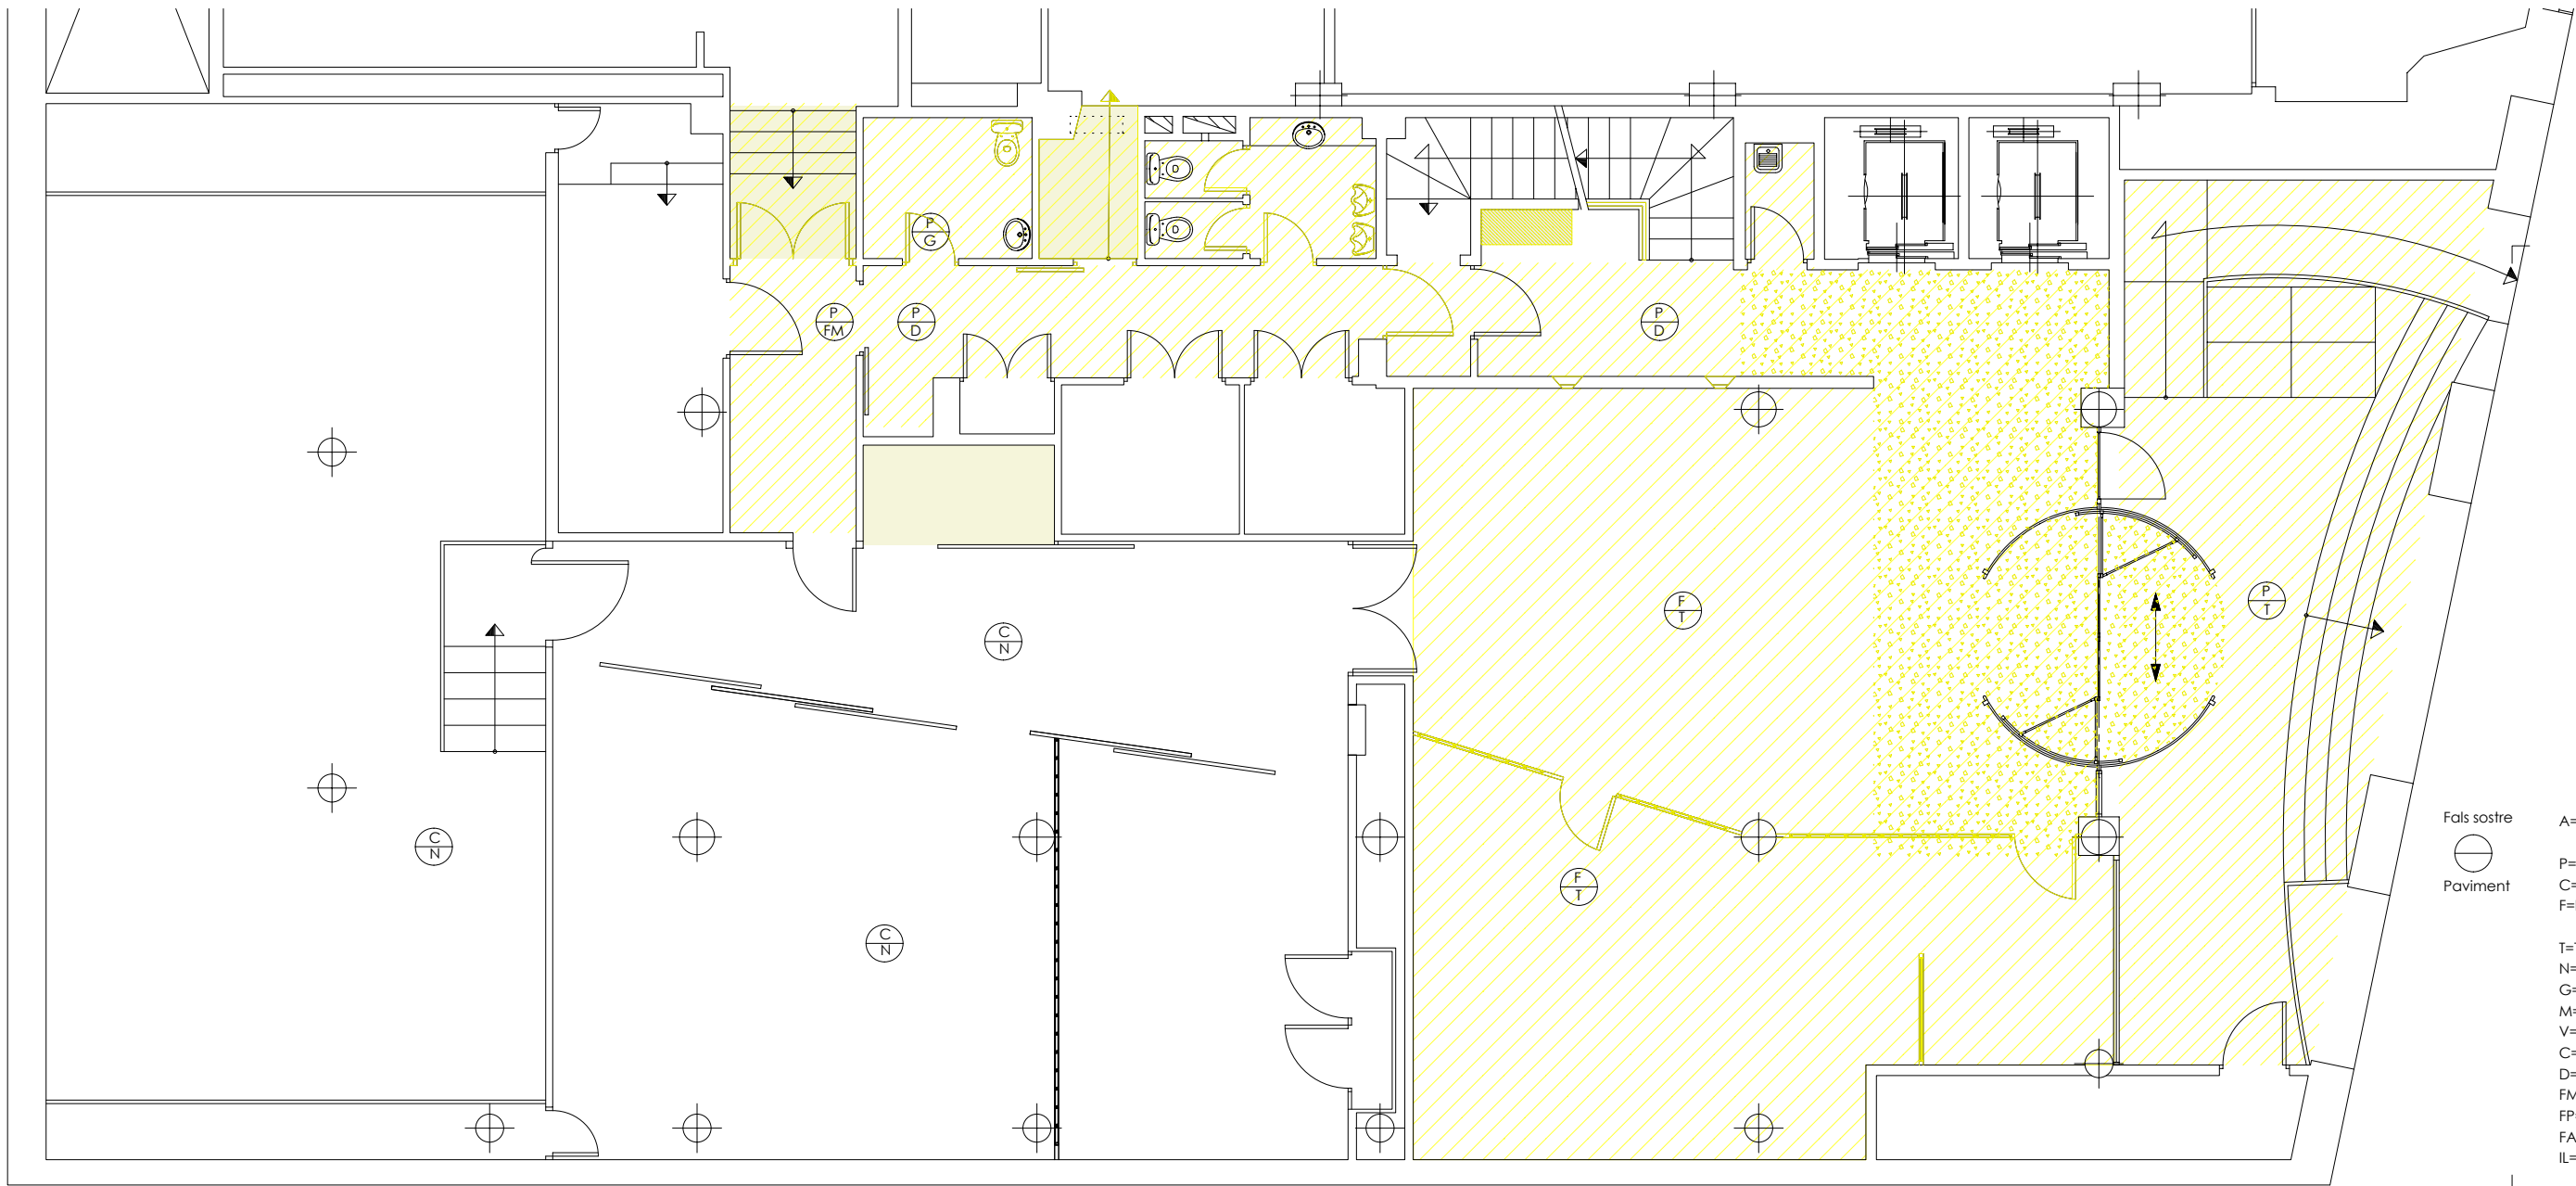 P
G
P
FM
P
D
P
D
F
T
P
T
C
N
C
N
F
T
C
N
Fals sostre
Paviment
A=
P=
C=
F=
T=
N=
G=
M=
V=
C=
D=
FM
FP
FA
IL=
D
D